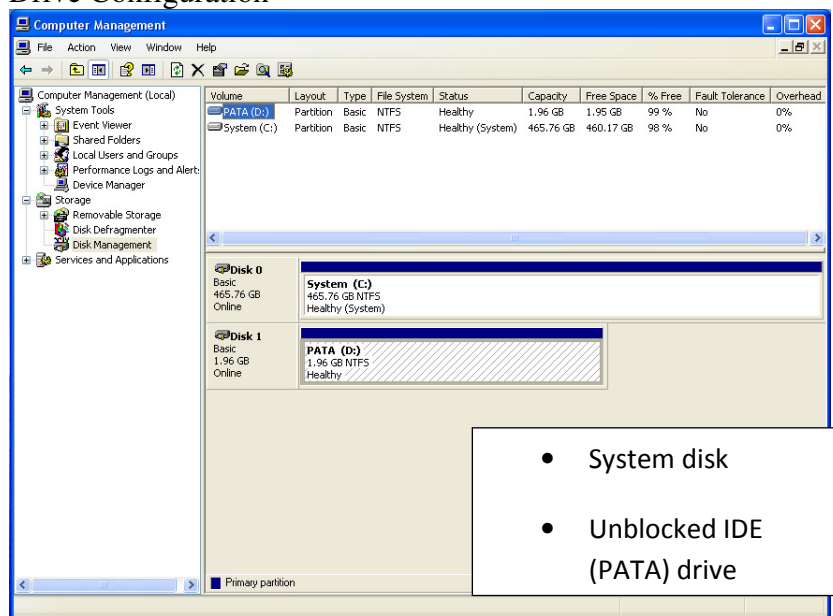 Drive Configuration
Computer Management
File Action View Window Help
Computer Management (Local)
System Tools
Event Viewer
Shared Folders
Local Users and Groups
Performance Logs and Alert:
Device Manager
Storage
Removable Storage
Disk Defragmenter
Disk Management
Services and Applications
Volume Layout Type File System Status Capacity Free Space % Free Fault Tolerance Overhead
PATA (D:) Partition Basic NTFS Healthy 1.96 GB 1.95 GB 99 % No 0%
System (C:) Partition Basic NTFS Healthy (System) 465.76 GB 460.17 GB 98 % No 0%
Disk 0
Basic
465.76 GB
Online
System (C:)
465.76 GB NTFS
Healthy (System)
Disk 1
Basic
1.96 GB
Online
PATA (D:)
1.96 GB NTFS
Healthy
• System disk
• Unblocked IDE
(PATA) drive
Primary partition